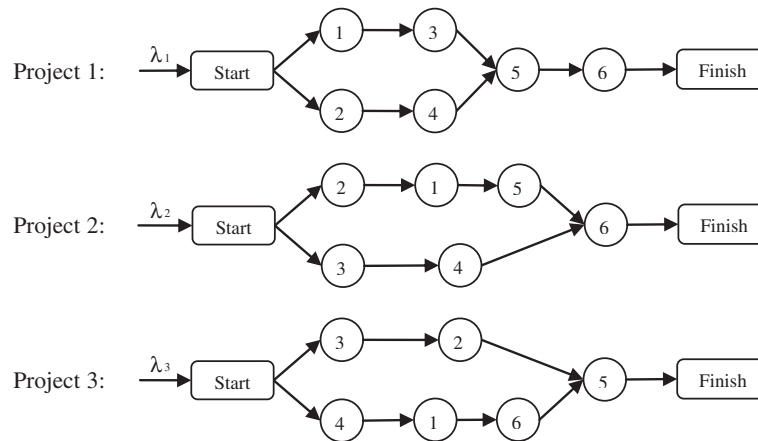 1 3
Project 1: λ1 Start 5 6 Finish
2 4
2 1 5
Project 2: λ2 Start 6 Finish
3 4
3 2
Project 3: λ3 Start 5 Finish
4 1 6